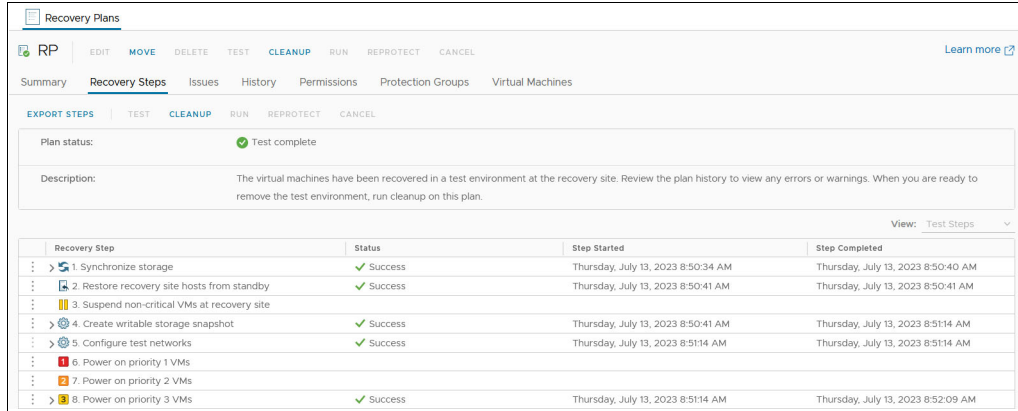 Recovery Plans
RP EDIT MOVE DELETE TEST CLEANUP RUN REPROTECT CANCEL Learn more
Summary Recovery Steps Issues History Permissions Protection Groups Virtual Machines
EXPORT STEPS TEST CLEANUP RUN REPROTECT CANCEL
Plan status: Test complete
Description: The virtual machines have been recovered in a test environment at the recovery site. Review the plan history to view any errors or warnings. When you are ready to
remove the test environment, run cleanup on this plan.
View: Test Steps
Recovery Step Status Step Started Step Completed
1. Synchronize storage Success Thursday, July 13, 2023 8:50:34 AM Thursday, July 13, 2023 8:50:40 AM
2. Restore recovery site hosts from standby Success Thursday, July 13, 2023 8:50:41 AM Thursday, July 13, 2023 8:50:41 AM
3. Suspend non-critical VMs at recovery site
4. Create writable storage snapshot Success Thursday, July 13, 2023 8:50:41 AM Thursday, July 13, 2023 8:51:14 AM
5. Configure test networks Success Thursday, July 13, 2023 8:51:14 AM Thursday, July 13, 2023 8:51:14 AM
1 6. Power on priority 1 VMs
2 7. Power on priority 2 VMs
3 8. Power on priority 3 VMs Success Thursday, July 13, 2023 8:51:14 AM Thursday, July 13, 2023 8:52:09 AM